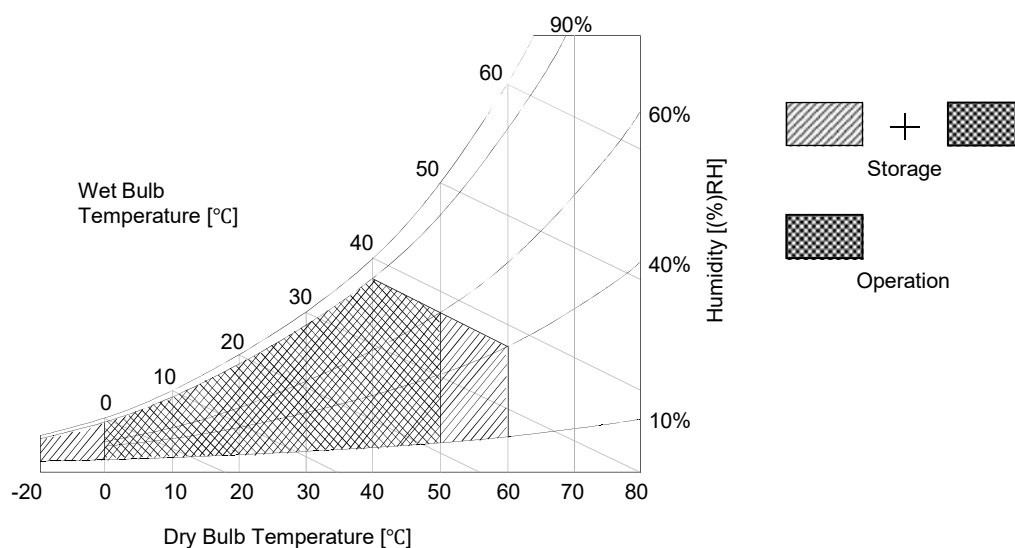 90%
60
60%
50
Wet Bulb
Temperature [℃]
Storage
40
40%
Humidity [(%)RH]
Operation
30
20
10
0
10%
-20 0 10 20 30 40 50 60 70 80
Dry Bulb Temperature [℃]